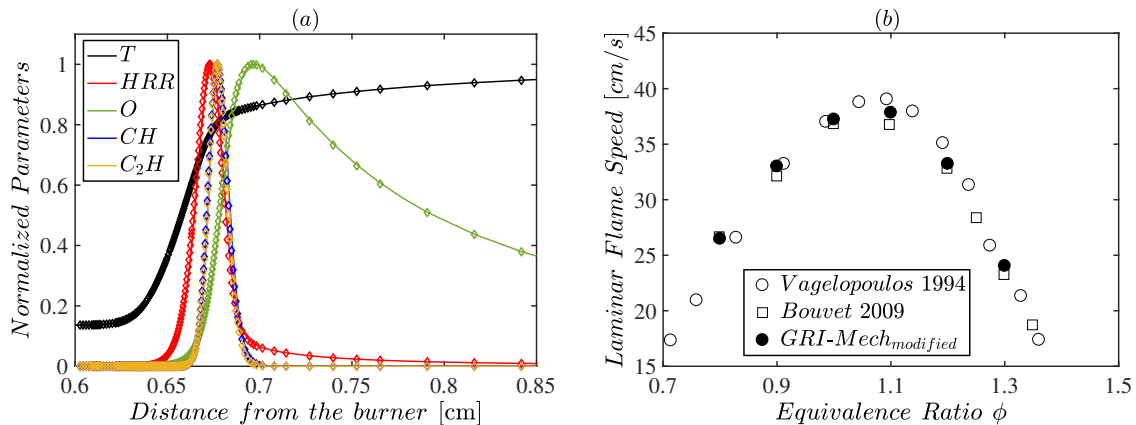 (a)
Normalized Parameters
1
0.8
0.6
0.4
0.2
0
T
HRR
O
CH
C₂H
0.6
0.65
0.7
0.75
0.8
0.85
Distance from the burner [cm]
(b)
Laminar Flame Speed [cm/s]
45
40
35
30
25
20
15
Vagelopoulos 1994
Bouvet 2009
GRI-Mech_modified
0.7
0.9
1.1
1.3
1.5
Equivalence Ratio ϕ